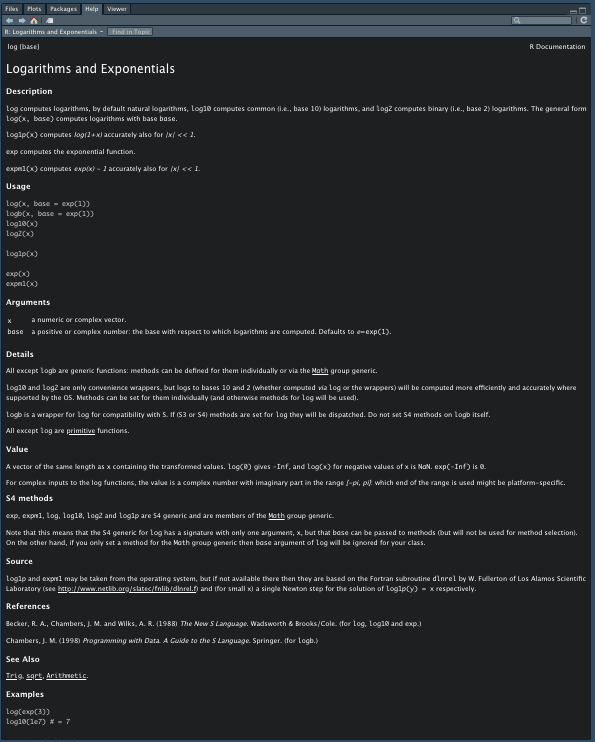 Files Plots Packages Help Viewer
R: Logarithms and Exponentials Find in Topic
log {base} R Documentation
Logarithms and Exponentials
Description
log computes logarithms, by default natural logarithms, log10 computes common (i.e., base 10) logarithms, and log2 computes binary (i.e., base 2) logarithms. The general form
log(x, base) computes logarithms with base base.
log1p(x) computes log(1+x) accurately also for |x| << 1.
exp computes the exponential function.
expm1(x) computes exp(x) - 1 accurately also for |x| << 1.
Usage
log(x, base = exp(1))
logb(x, base = exp(1))
log10(x)
log2(x)
log1p(x)
exp(x)
expm1(x)
Arguments
x a numeric or complex vector.
base a positive or complex number: the base with respect to which logarithms are computed. Defaults to e=exp(1).
Details
All except logb are generic functions: methods can be defined for them individually or via the Math group generic.
log10 and log2 are only convenience wrappers, but logs to bases 10 and 2 (whether computed via log or the wrappers) will be computed more efficiently and accurately where
supported by the OS. Methods can be set for them individually (and otherwise methods for log will be used).
logb is a wrapper for log for compatibility with S. If (S3 or S4) methods are set for log they will be dispatched. Do not set S4 methods on logb itself.
All except log are primitive functions.
Value
A vector of the same length as x containing the transformed values. log(0) gives -Inf, and log(x) for negative values of x is NaN. exp(-Inf) is 0.
For complex inputs to the log functions, the value is a complex number with imaginary part in the range [-pi, pi]: which end of the range is used might be platform-specific.
S4 methods
exp, expm1, log, log10, log2 and log1p are S4 generic and are members of the Math group generic.
Note that this means that the S4 generic for log has a signature with only one argument, x, but that base can be passed to methods (but will not be used for method selection).
On the other hand, if you only set a method for the Math group generic then base argument of log will be ignored for your class.
Source
log1p and expm1 may be taken from the operating system, but if not available there then they are based on the Fortran subroutine dlnrel by W. Fullerton of Los Alamos Scientific
Laboratory (see http://www.netlib.org/slatec/fnlib/dlnrel.f) and (for small x) a single Newton step for the solution of log1p(y) = x respectively.
References
Becker, R. A., Chambers, J. M. and Wilks, A. R. (1988) The New S Language. Wadsworth & Brooks/Cole. (for log, log10 and exp.)
Chambers, J. M. (1998) Programming with Data. A Guide to the S Language. Springer. (for logb.)
See Also
Trig, sqrt, Arithmetic.
Examples
log(exp(3))
log10(1e7) # = 7